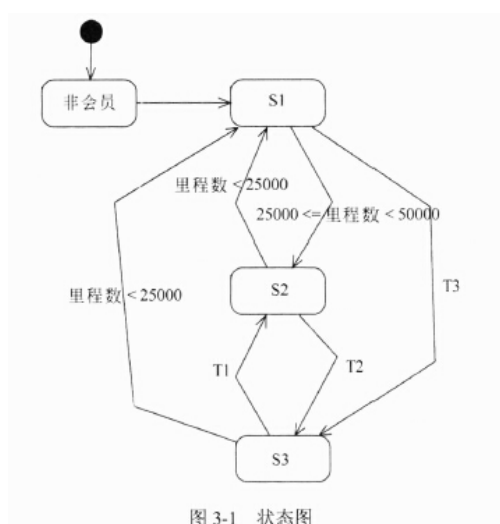 非会员
S1
里程数 < 25000
25000 <= 里程数 < 50000
S2
里程数 < 25000
T3
T1
T2
S3
图 3-1 状态图